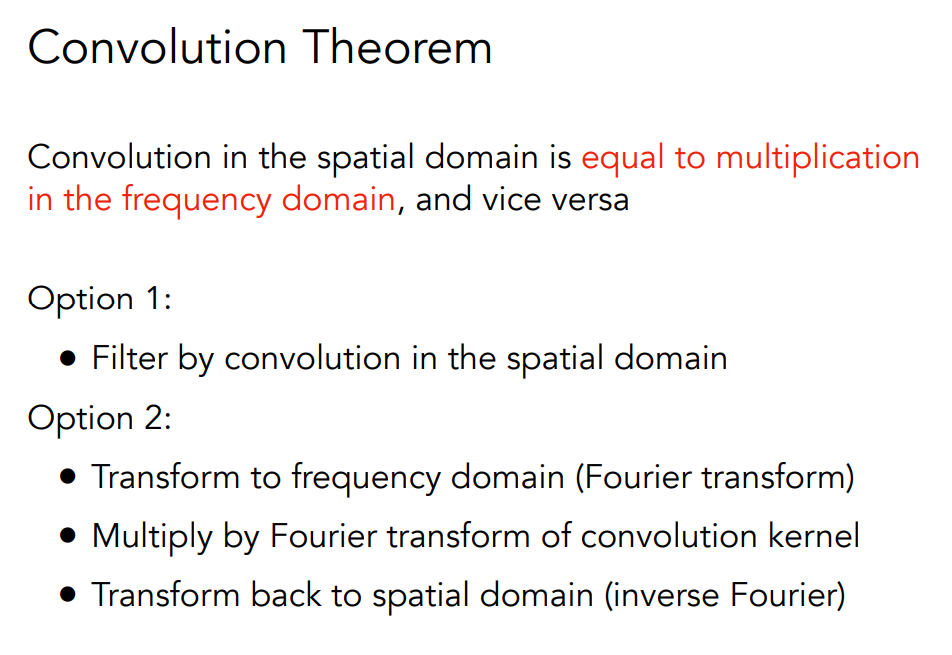 Convolution Theorem
Convolution in the spatial domain is equal to multiplication
in the frequency domain, and vice versa
Option 1:
● Filter by convolution in the spatial domain
Option 2:
● Transform to frequency domain (Fourier transform)
● Multiply by Fourier transform of convolution kernel
● Transform back to spatial domain (inverse Fourier)